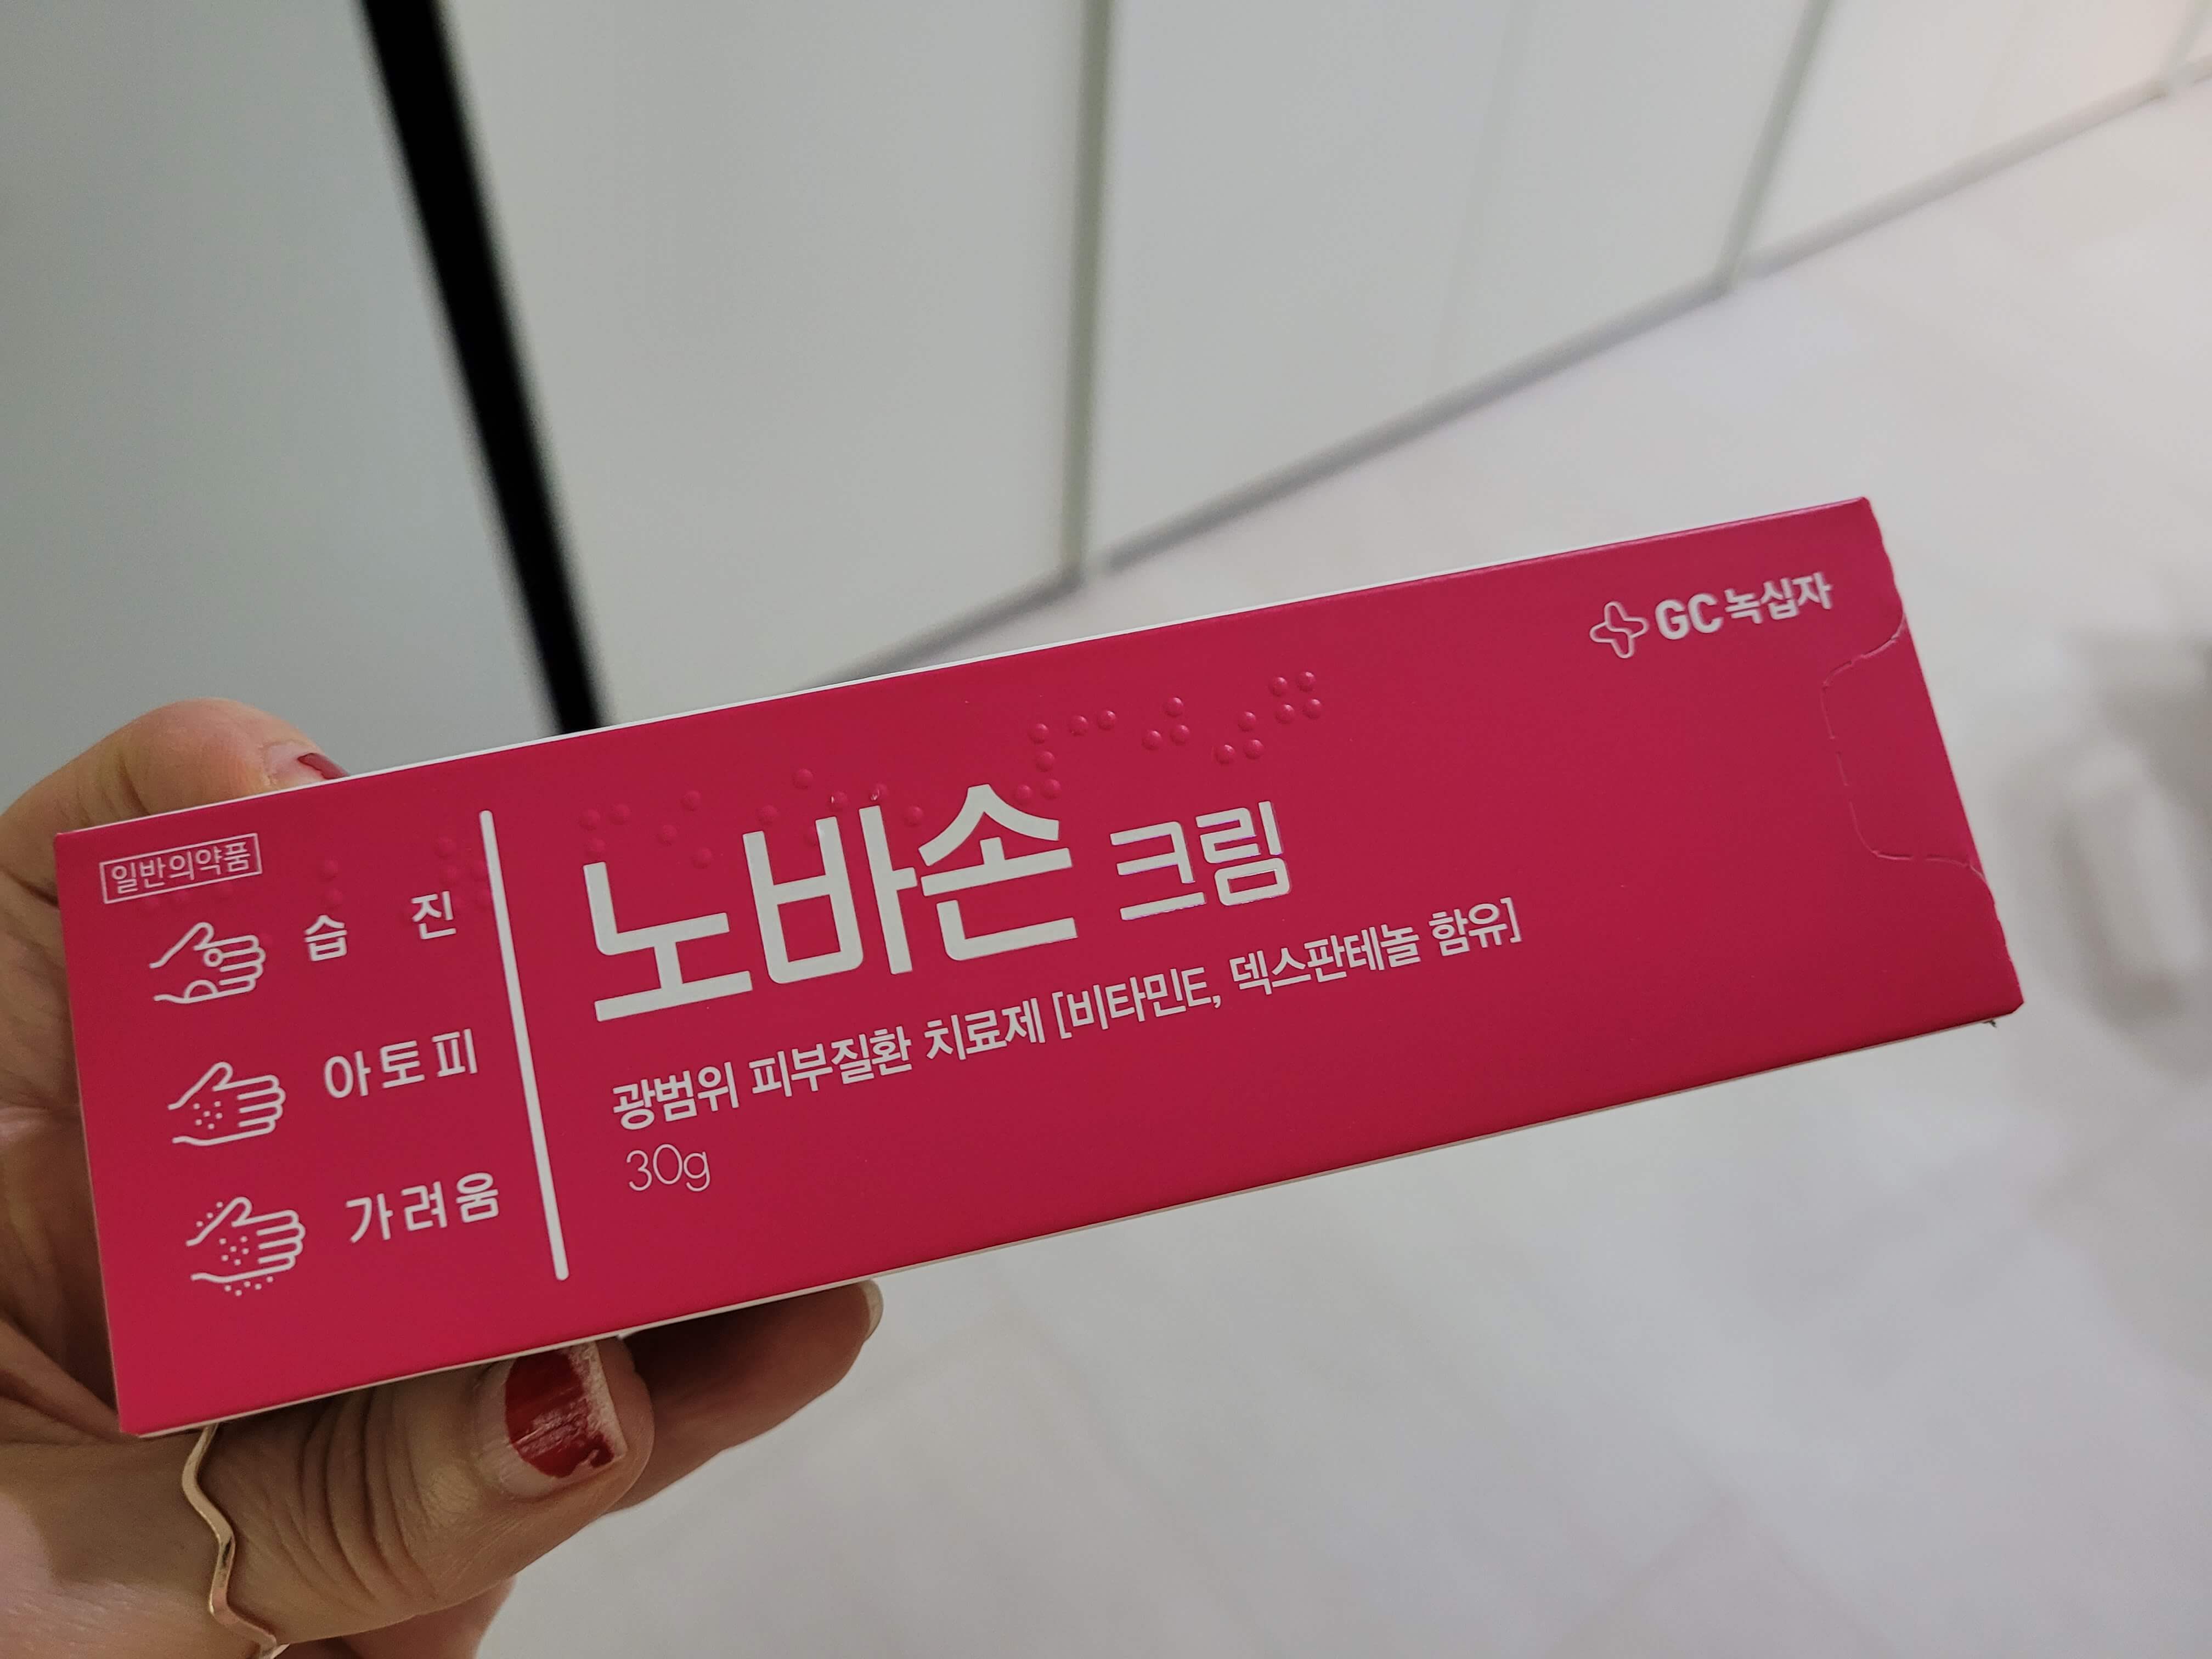 GC녹십자
일반의약품
습 진
아토피
가려움
노바손 크림
광범위 피부질환 치료제 [비타민E, 덱스판테놀 함유]
30g